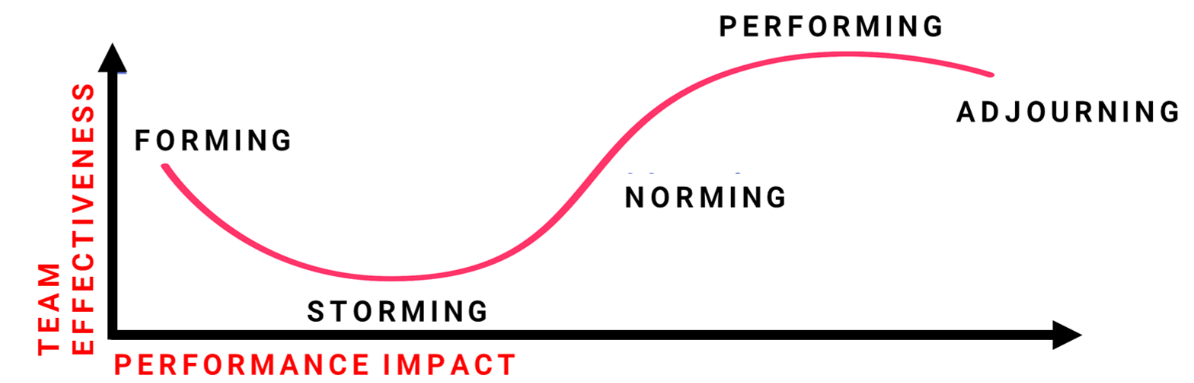 PERFORMING
ADJOURNING
FORMING
NORMING
STORMING
TEAM
EFFECTIVENESS
PERFORMANCE IMPACT